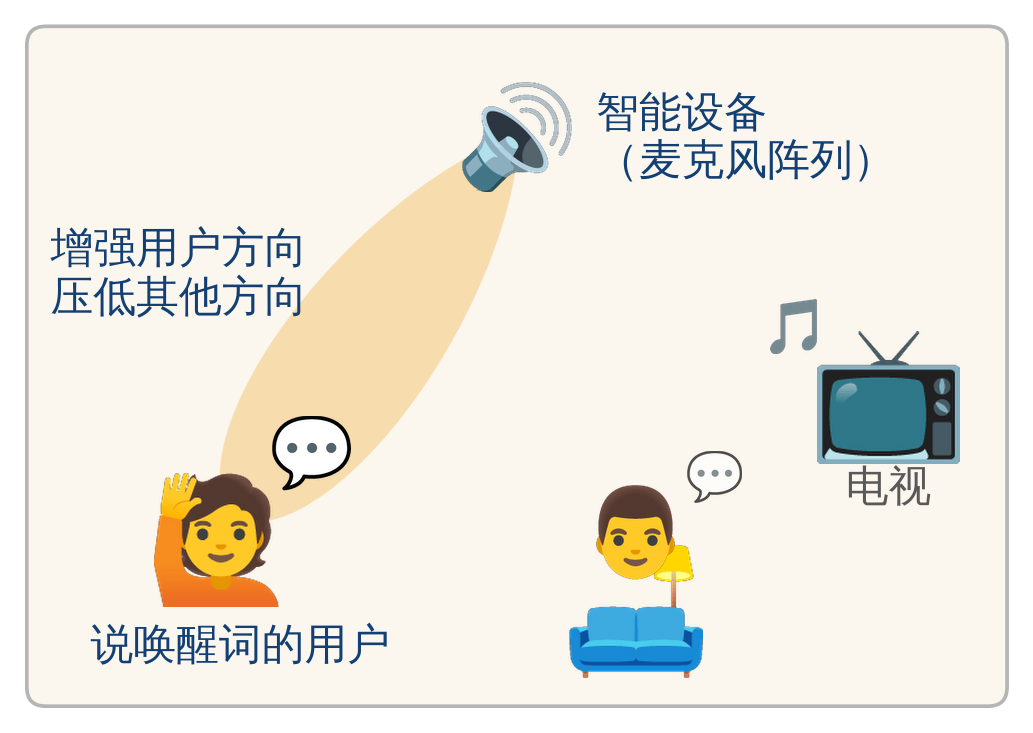 智能设备
（麦克风阵列）
增强用户方向
压低其他方向
电视
说唤醒词的用户